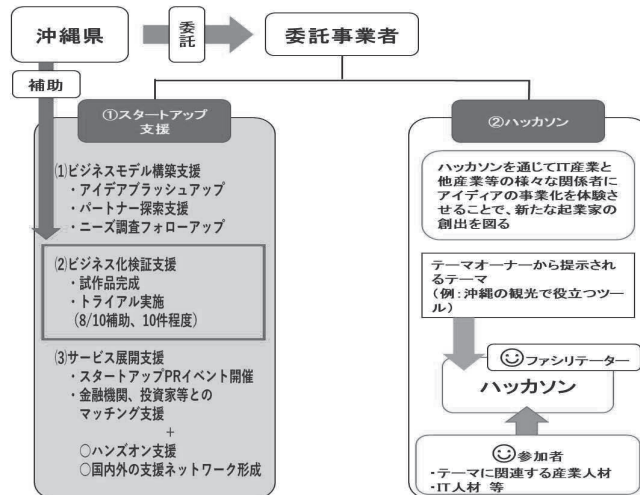 沖縄県
委託
委託事業者
補助
①スタートアップ
支援
⑴ビジネスモデル構築支援
・アイデアブラッシュアップ
・パートナー探索支援
・ニーズ調査フォローアップ
⑵ビジネス化検証支援
・試作品完成
・トライアル実施
(8/10補助、10件程度)
⑶サービス展開支援
・スタートアップPRイベント開催
・金融機関、投資家等との
マッチング支援
+
○ハンズオン支援
○国内外の支援ネットワーク形成
②ハッカソン
ハッカソンを通じてIT産業と
他産業等の様々な関係者に
アイディアの事業化を体験
させることで、新たな起業家の
創出を図る
テーマオーナーから提示され
るテーマ
(例:沖縄の観光で役立つツー
ル)
ファシリテーター
ハッカソン
参加者
・テーマに関連する産業人材
・IT人材 等